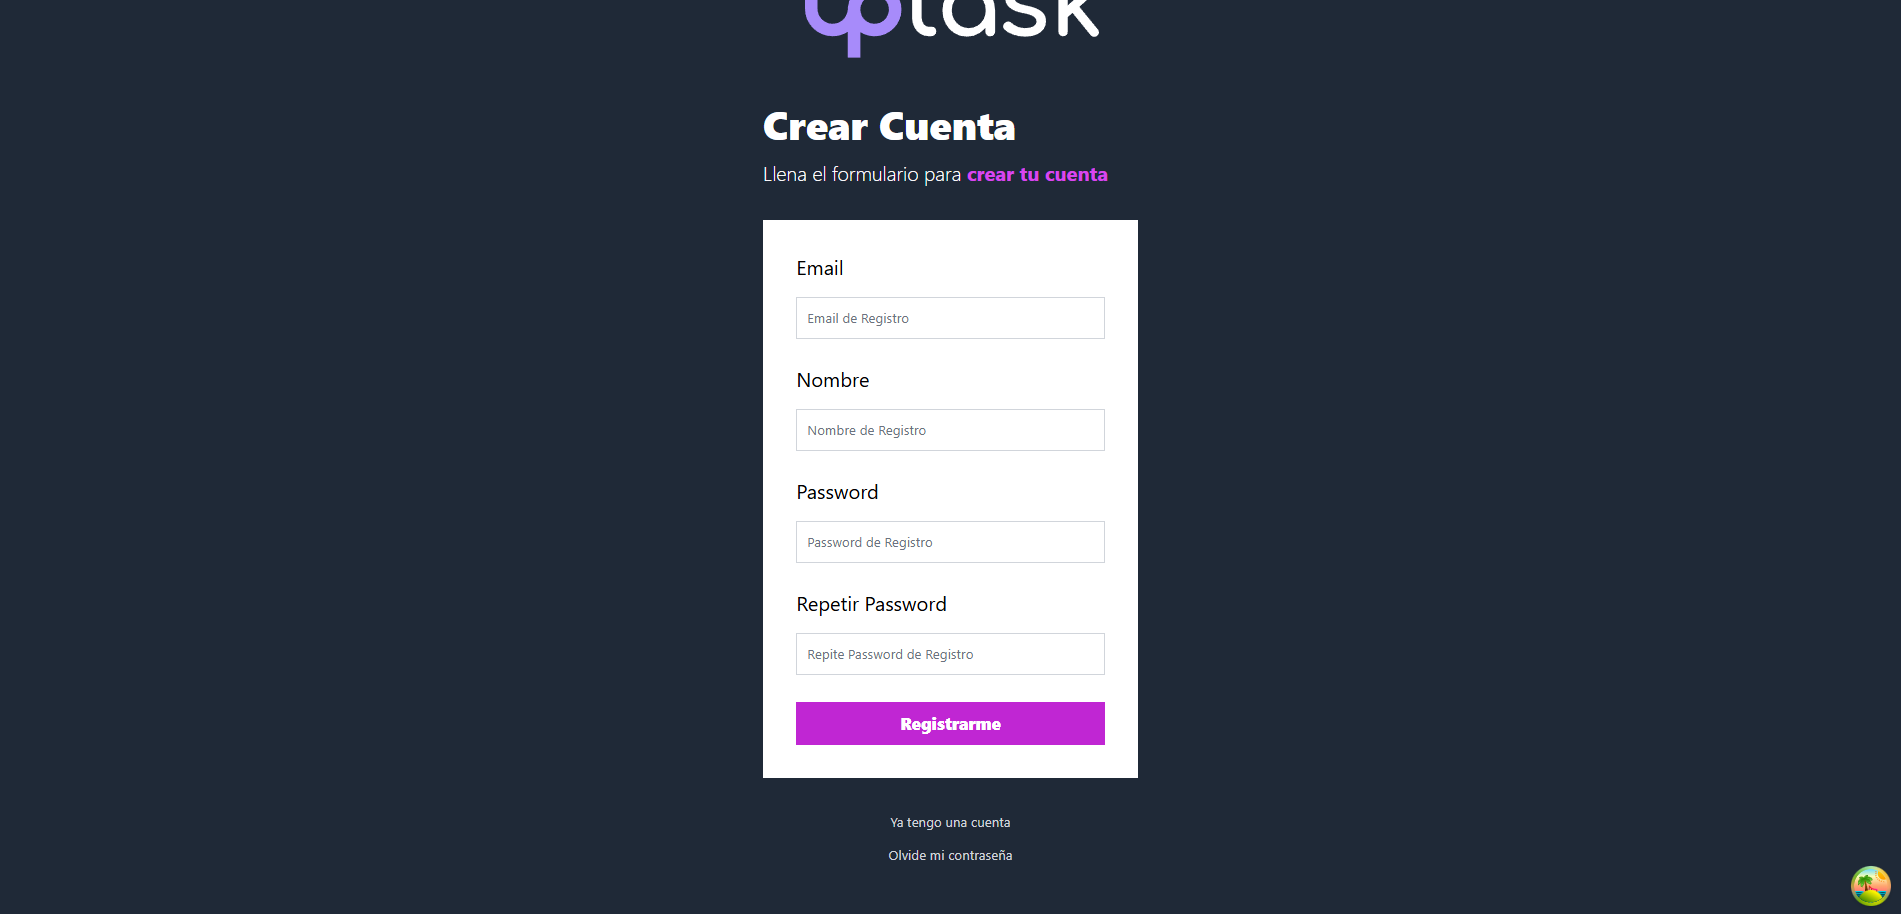 uptask
Crear Cuenta
Llena el formulario para crear tu cuenta
Email
Email de Registro
Nombre
Nombre de Registro
Password
Password de Registro
Repetir Password
Repite Password de Registro
Registrarme
Ya tengo una cuenta
Olvide mi contraseña